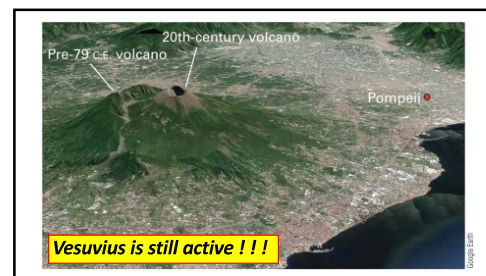 20th-century volcano
Pre-79 C.E. volcano
Pompeii
Vesuvius is still active ! ! !
Google Earth